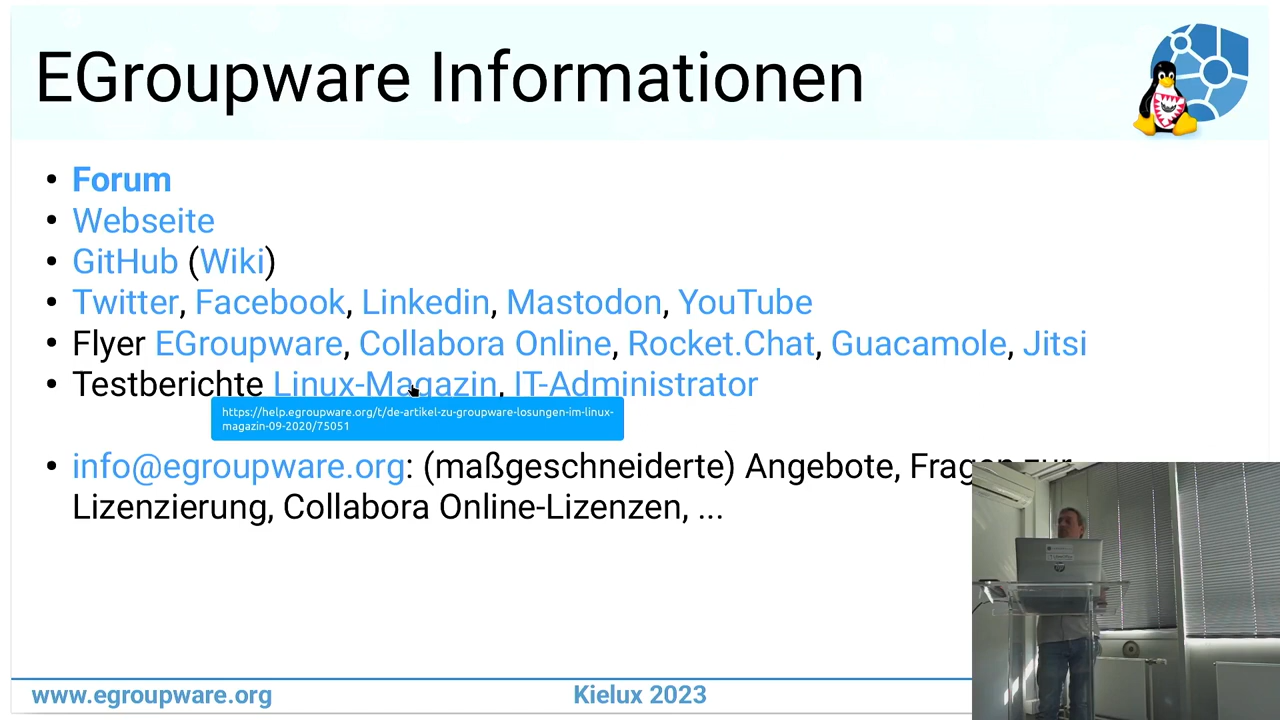 EGroupware Informationen
• Forum
• Webseite
• GitHub (Wiki)
• Twitter, Facebook, Linkedin, Mastodon, YouTube
• Flyer EGroupware, Collabora Online, Rocket.Chat, Guacamole, Jitsi
• Testberichte Linux-Magazin, IT-Administrator
https://help.egroupware.org/t/de-artikel-zu-groupware-losungen-im-linux-
magazin-09-2020/75051
• info@egroupware.org: (maßgeschneiderte) Angebote, Fragen zur
Lizenzierung, Collabora Online-Lizenzen, ...
www.egroupware.org
Kielux 2023